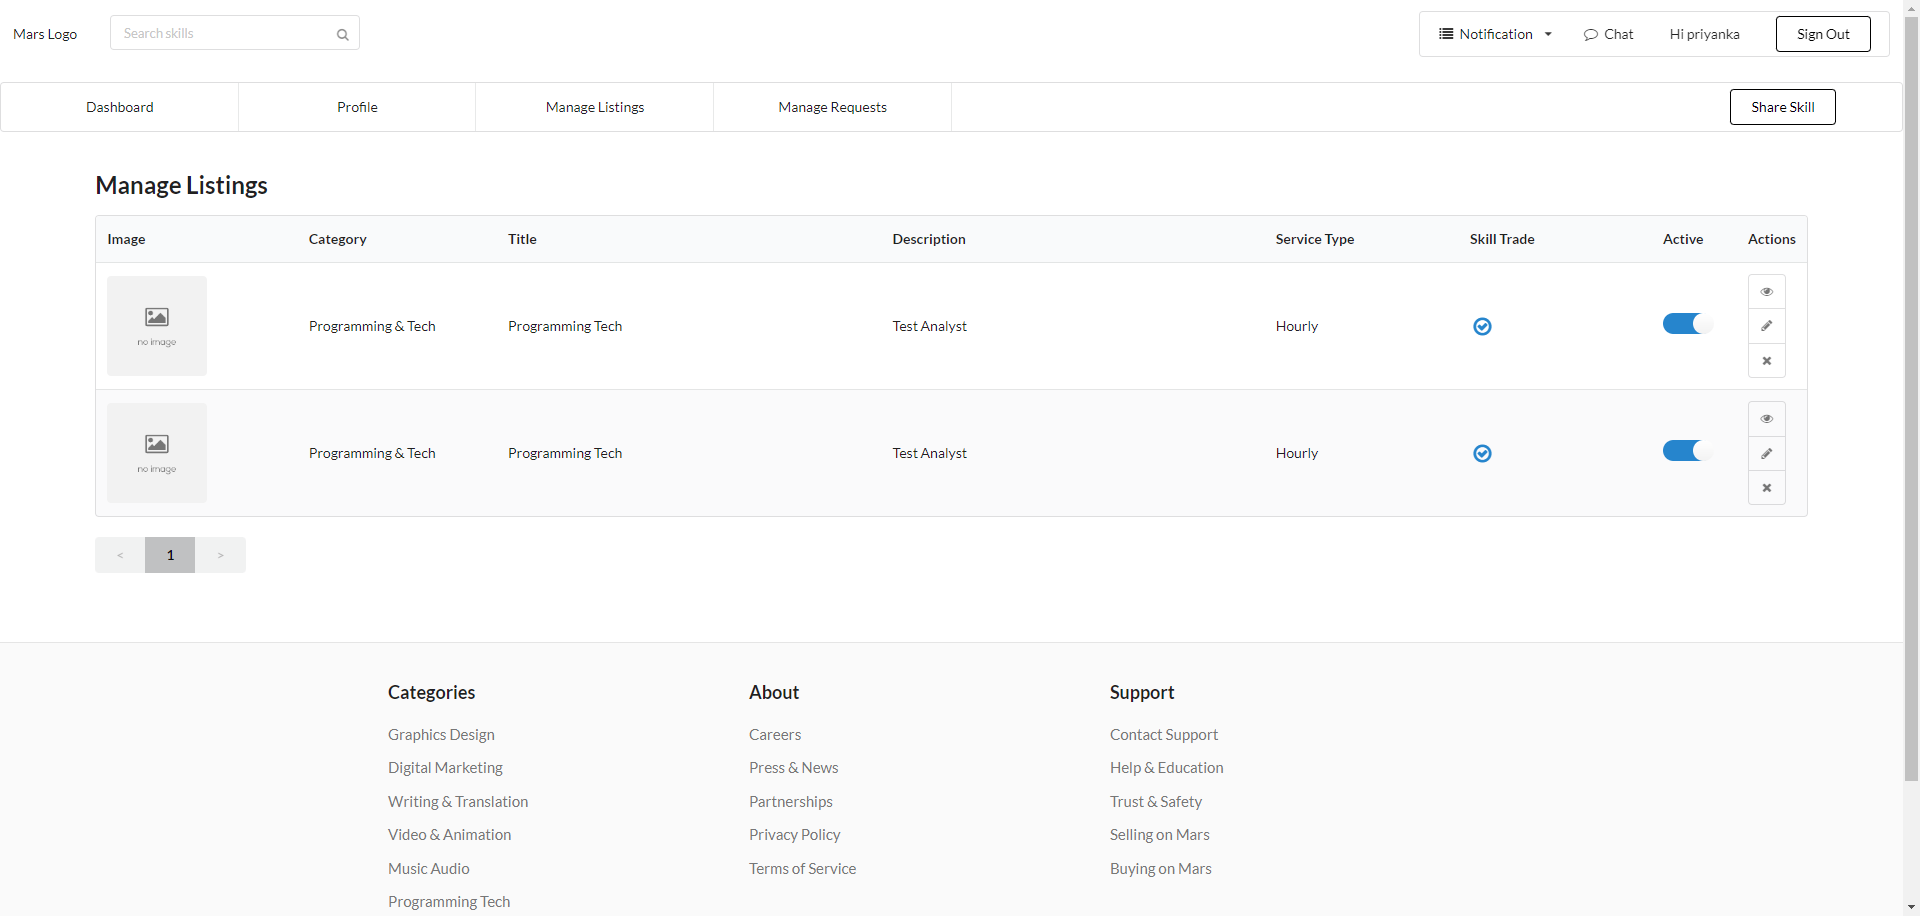 Mars Logo
Search skills
Notification
Chat
Hi priyanka
Sign Out
Dashboard
Profile
Manage Listings
Manage Requests
Share Skill
Manage Listings
Image Category Title Description Service Type Skill Trade Active Actions
no image
Programming & Tech Programming Tech Test Analyst Hourly
no image
Programming & Tech Programming Tech Test Analyst Hourly
< 1 >
Categories
Graphics Design
Digital Marketing
Writing & Translation
Video & Animation
Music Audio
Programming Tech
About
Careers
Press & News
Partnerships
Privacy Policy
Terms of Service
Support
Contact Support
Help & Education
Trust & Safety
Selling on Mars
Buying on Mars